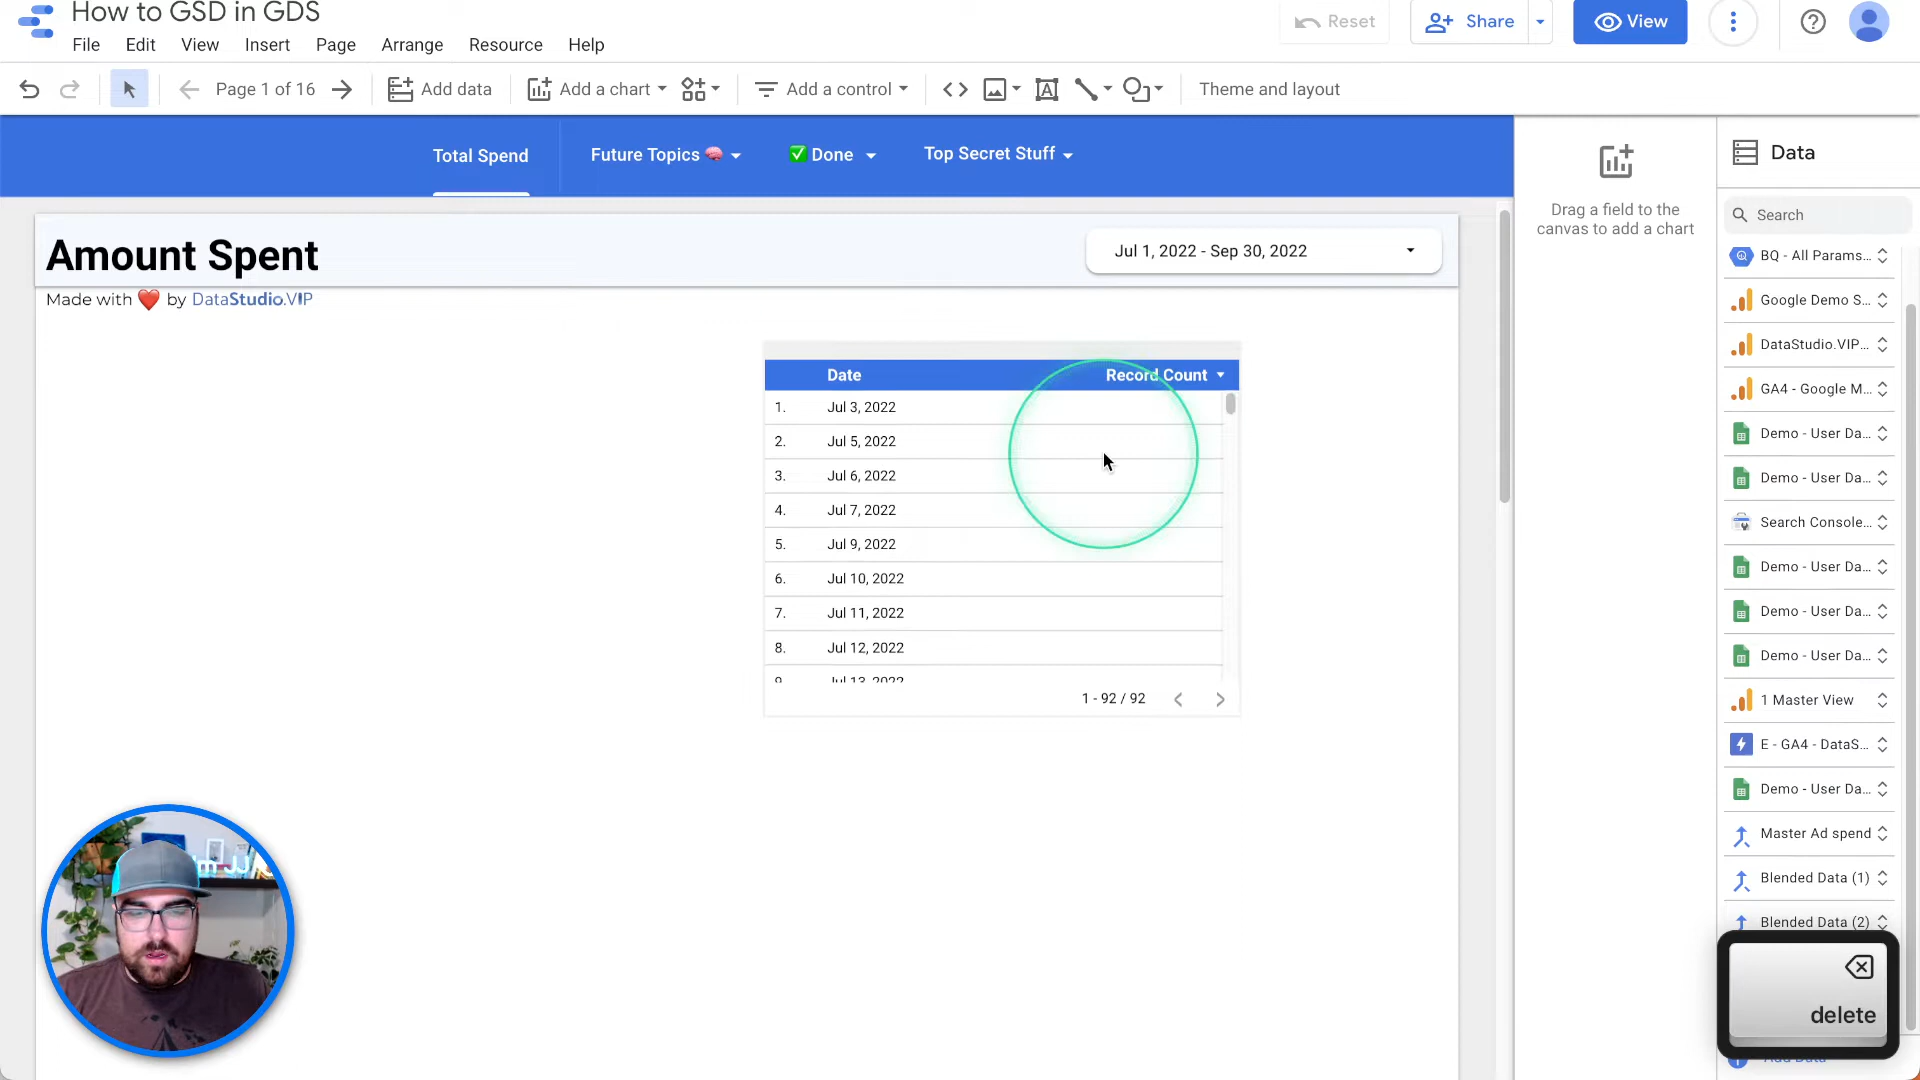 How to GSD in GDS
Reset
Share
View
File Edit View Insert Page Arrange Resource Help
Page 1 of 16
Add data
Add a chart
Add a control
Theme and layout
Total Spend
Future Topics 🧠
✅ Done
Top Secret Stuff
Amount Spent
Jul 1, 2022 - Sep 30, 2022
Made with ❤️ by DataStudio.VIP
Date Record Count
1. Jul 3, 2022
2. Jul 5, 2022
3. Jul 6, 2022
4. Jul 7, 2022
5. Jul 9, 2022
6. Jul 10, 2022
7. Jul 11, 2022
8. Jul 12, 2022
9. Jul 13, 2022
1 - 92 / 92
Drag a field to the
canvas to add a chart
Data
Search
BQ - All Params...
Google Demo S...
DataStudio.VIP...
GA4 - Google M...
Demo - User Da...
Demo - User Da...
Search Console...
Demo - User Da...
Demo - User Da...
Demo - User Da...
1 Master View
E - GA4 - DataS...
Demo - User Da...
Master Ad spend
Blended Data (1)
Blended Data (2)
Add Data
delete